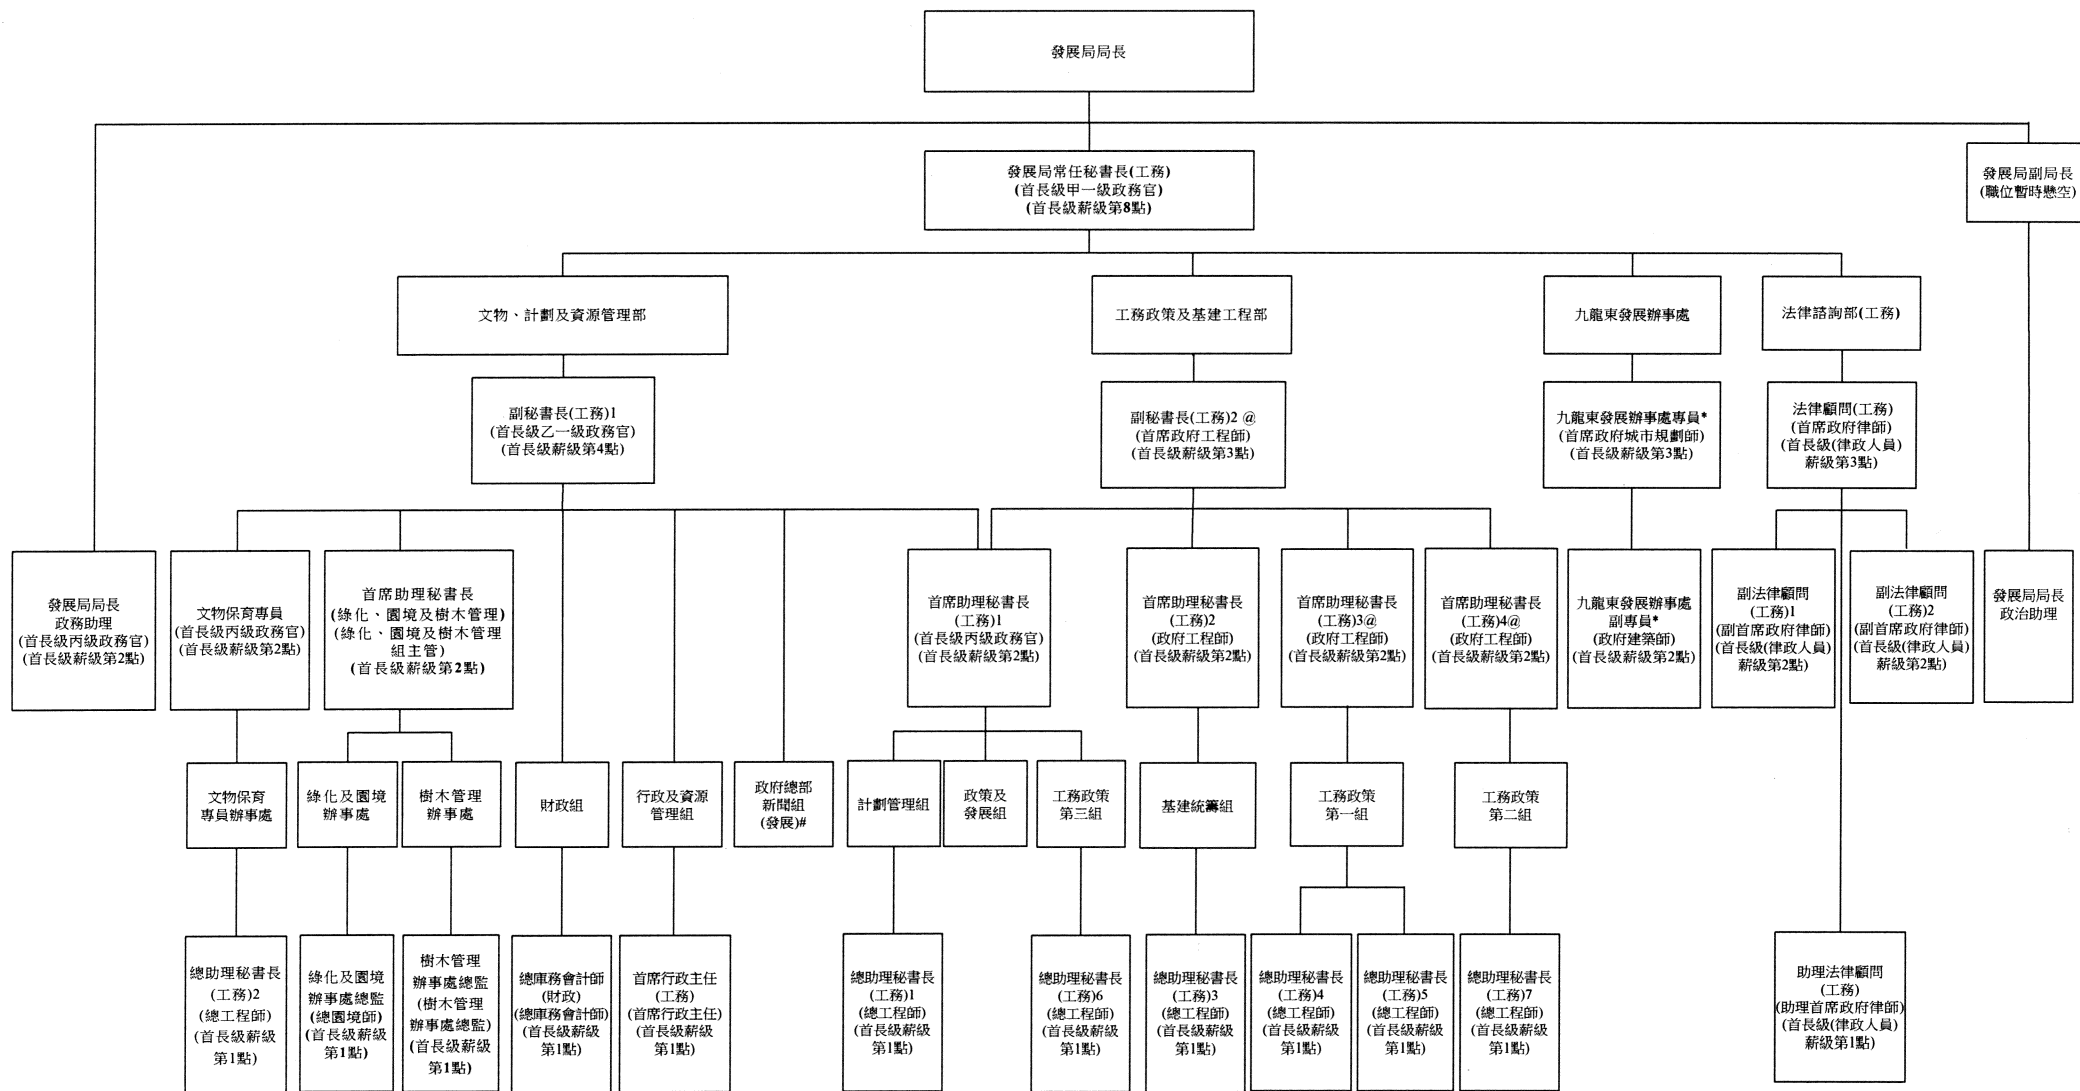 發展局局長
發展局常任秘書長(工務)
(首長級甲一級政務官)
(首長級薪級第8點)
發展局副局長
(職位暫時懸空)
文物、計劃及資源管理部
工務政策及基建工程部
九龍東發展辦事處
法律諮詢部(工務)
副秘書長(工務)1
(首長級乙一級政務官)
(首長級薪級第4點)
副秘書長(工務)2 @
(首席政府工程師)
(首長級薪級第3點)
九龍東發展辦事處專員*
(首席政府城市規劃師)
(首長級薪級第3點)
法律顧問(工務)
(首席政府律師)
(首長級(律政人員)
薪級第3點)
發展局局長
政務助理
(首長級丙級政務官)
(首長級薪級第2點)
文物保育專員
(首長級丙級政務官)
(首長級薪級第2點)
首席助理秘書長
(綠化、園境及樹木管理)
(綠化、園境及樹木管理
組主管)
(首長級薪級第2點)
首席助理秘書長
(工務)1
(首長級丙級政務官)
(首長級薪級第2點)
首席助理秘書長
(工務)2
(政府工程師)
(首長級薪級第2點)
首席助理秘書長
(工務)3@
(政府工程師)
(首長級薪級第2點)
首席助理秘書長
(工務)4@
(政府工程師)
(首長級薪級第2點)
九龍東發展辦事處
副專員*
(政府建築師)
(首長級薪級第2點)
副法律顧問
(工務)1
(副首席政府律師)
(首長級(律政人員)
薪級第2點)
副法律顧問
(工務)2
(副首席政府律師)
(首長級(律政人員)
薪級第2點)
發展局局長
政治助理
文物保育
專員辦事處
綠化及園境
辦事處
樹木管理
辦事處
財政組
行政及資源
管理組
政府總部
新聞組
(發展)#
計劃管理組
政策及
發展組
工務政策
第三組
基建統籌組
工務政策
第一組
工務政策
第二組
總助理秘書長
(工務)2
(總工程師)
(首長級薪級
第1點)
綠化及園境
辦事處總監
(總園境師)
(首長級薪級
第1點)
樹木管理
辦事處總監
(樹木管理
辦事處總監)
(首長級薪級
第1點)
總庫務會計師
(財政)
(總庫務會計師)
(首長級薪級
第1點)
首席行政主任
(工務)
(首席行政主任)
(首長級薪級
第1點)
總助理秘書長
(工務)1
(總工程師)
(首長級薪級
第1點)
總助理秘書長
(工務)6
(總工程師)
(首長級薪級
第1點)
總助理秘書長
(工務)3
(總工程師)
(首長級薪級
第1點)
總助理秘書長
(工務)4
(總工程師)
(首長級薪級
第1點)
總助理秘書長
(工務)5
(總工程師)
(首長級薪級
第1點)
總助理秘書長
(工務)7
(總工程師)
(首長級薪級
第1點)
助理法律顧問
(工務)
(助理首席政府律師)
(首長級(律政人員)
薪級第1點)